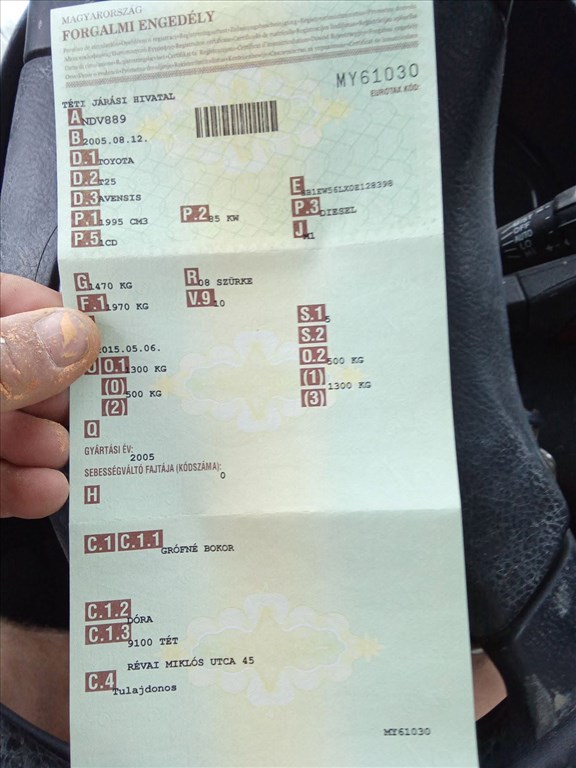 MAGYARORSZÁG
FORGALMI ENGEDÉLY
MY61030
EUROTAX KÓD:
TÉTI JÁRÁSI HIVATAL
A NDV889
B 2005.08.12.
D.1 TOYOTA
D.2 T25
E SB1EW56LX0E128398
D.3 AVENSIS
P.1 1995 CM3 P.2 85 KW P.3 DIESEL
P.5 1CD J M1
G 1470 KG R 08 SZÜRKE
F.1 1970 KG V.9 10
S.1 5
S.2
2015.05.06.
O.1 1300 KG O.2 500 KG
(0) 500 KG (1) 1300 KG
(2) (3)
Q
GYÁRTÁSI ÉV: 2005
SEBESSÉGVÁLTÓ FAJTÁJA (KÓDSZÁMA): 0
H
C.1 C.1.1 GRÓFNÉ BOKOR
C.1.2 DÓRA
C.1.3 9100 TÉT
RÉVAI MIKLÓS UTCA 45
C.4 Tulajdonos
MY61030
OFF